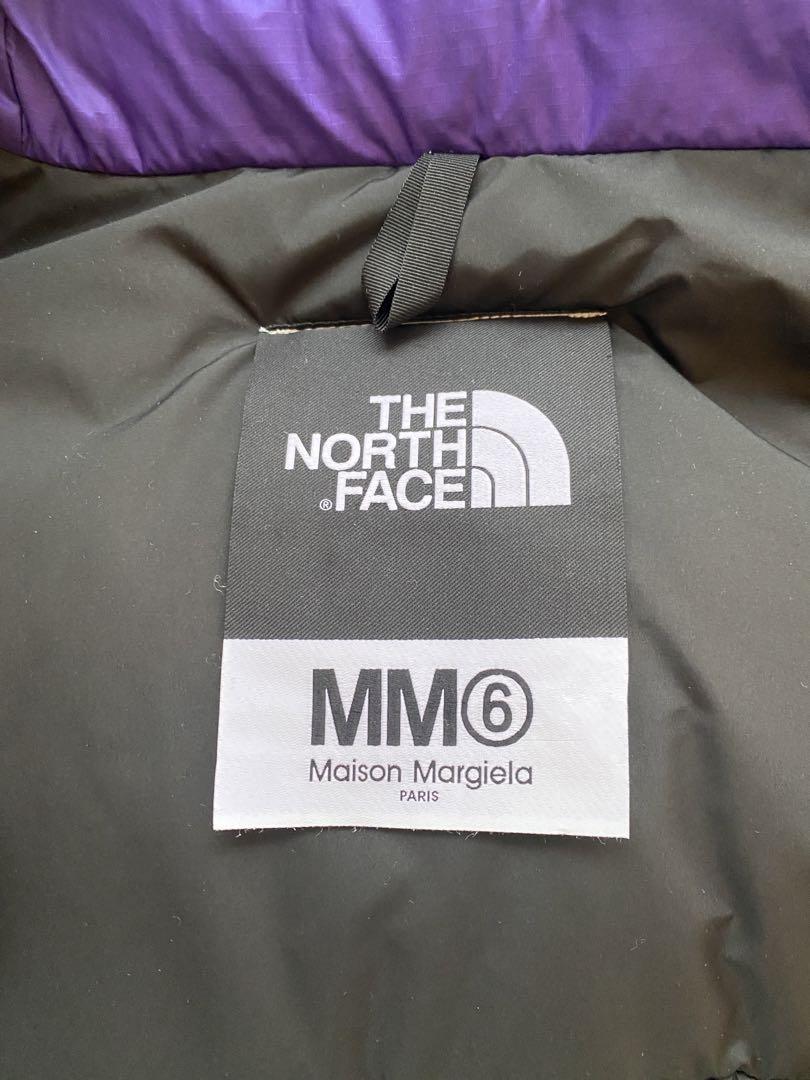 THE
NORTH
FACE
®
MM⑥
Maison Margiela
PARIS